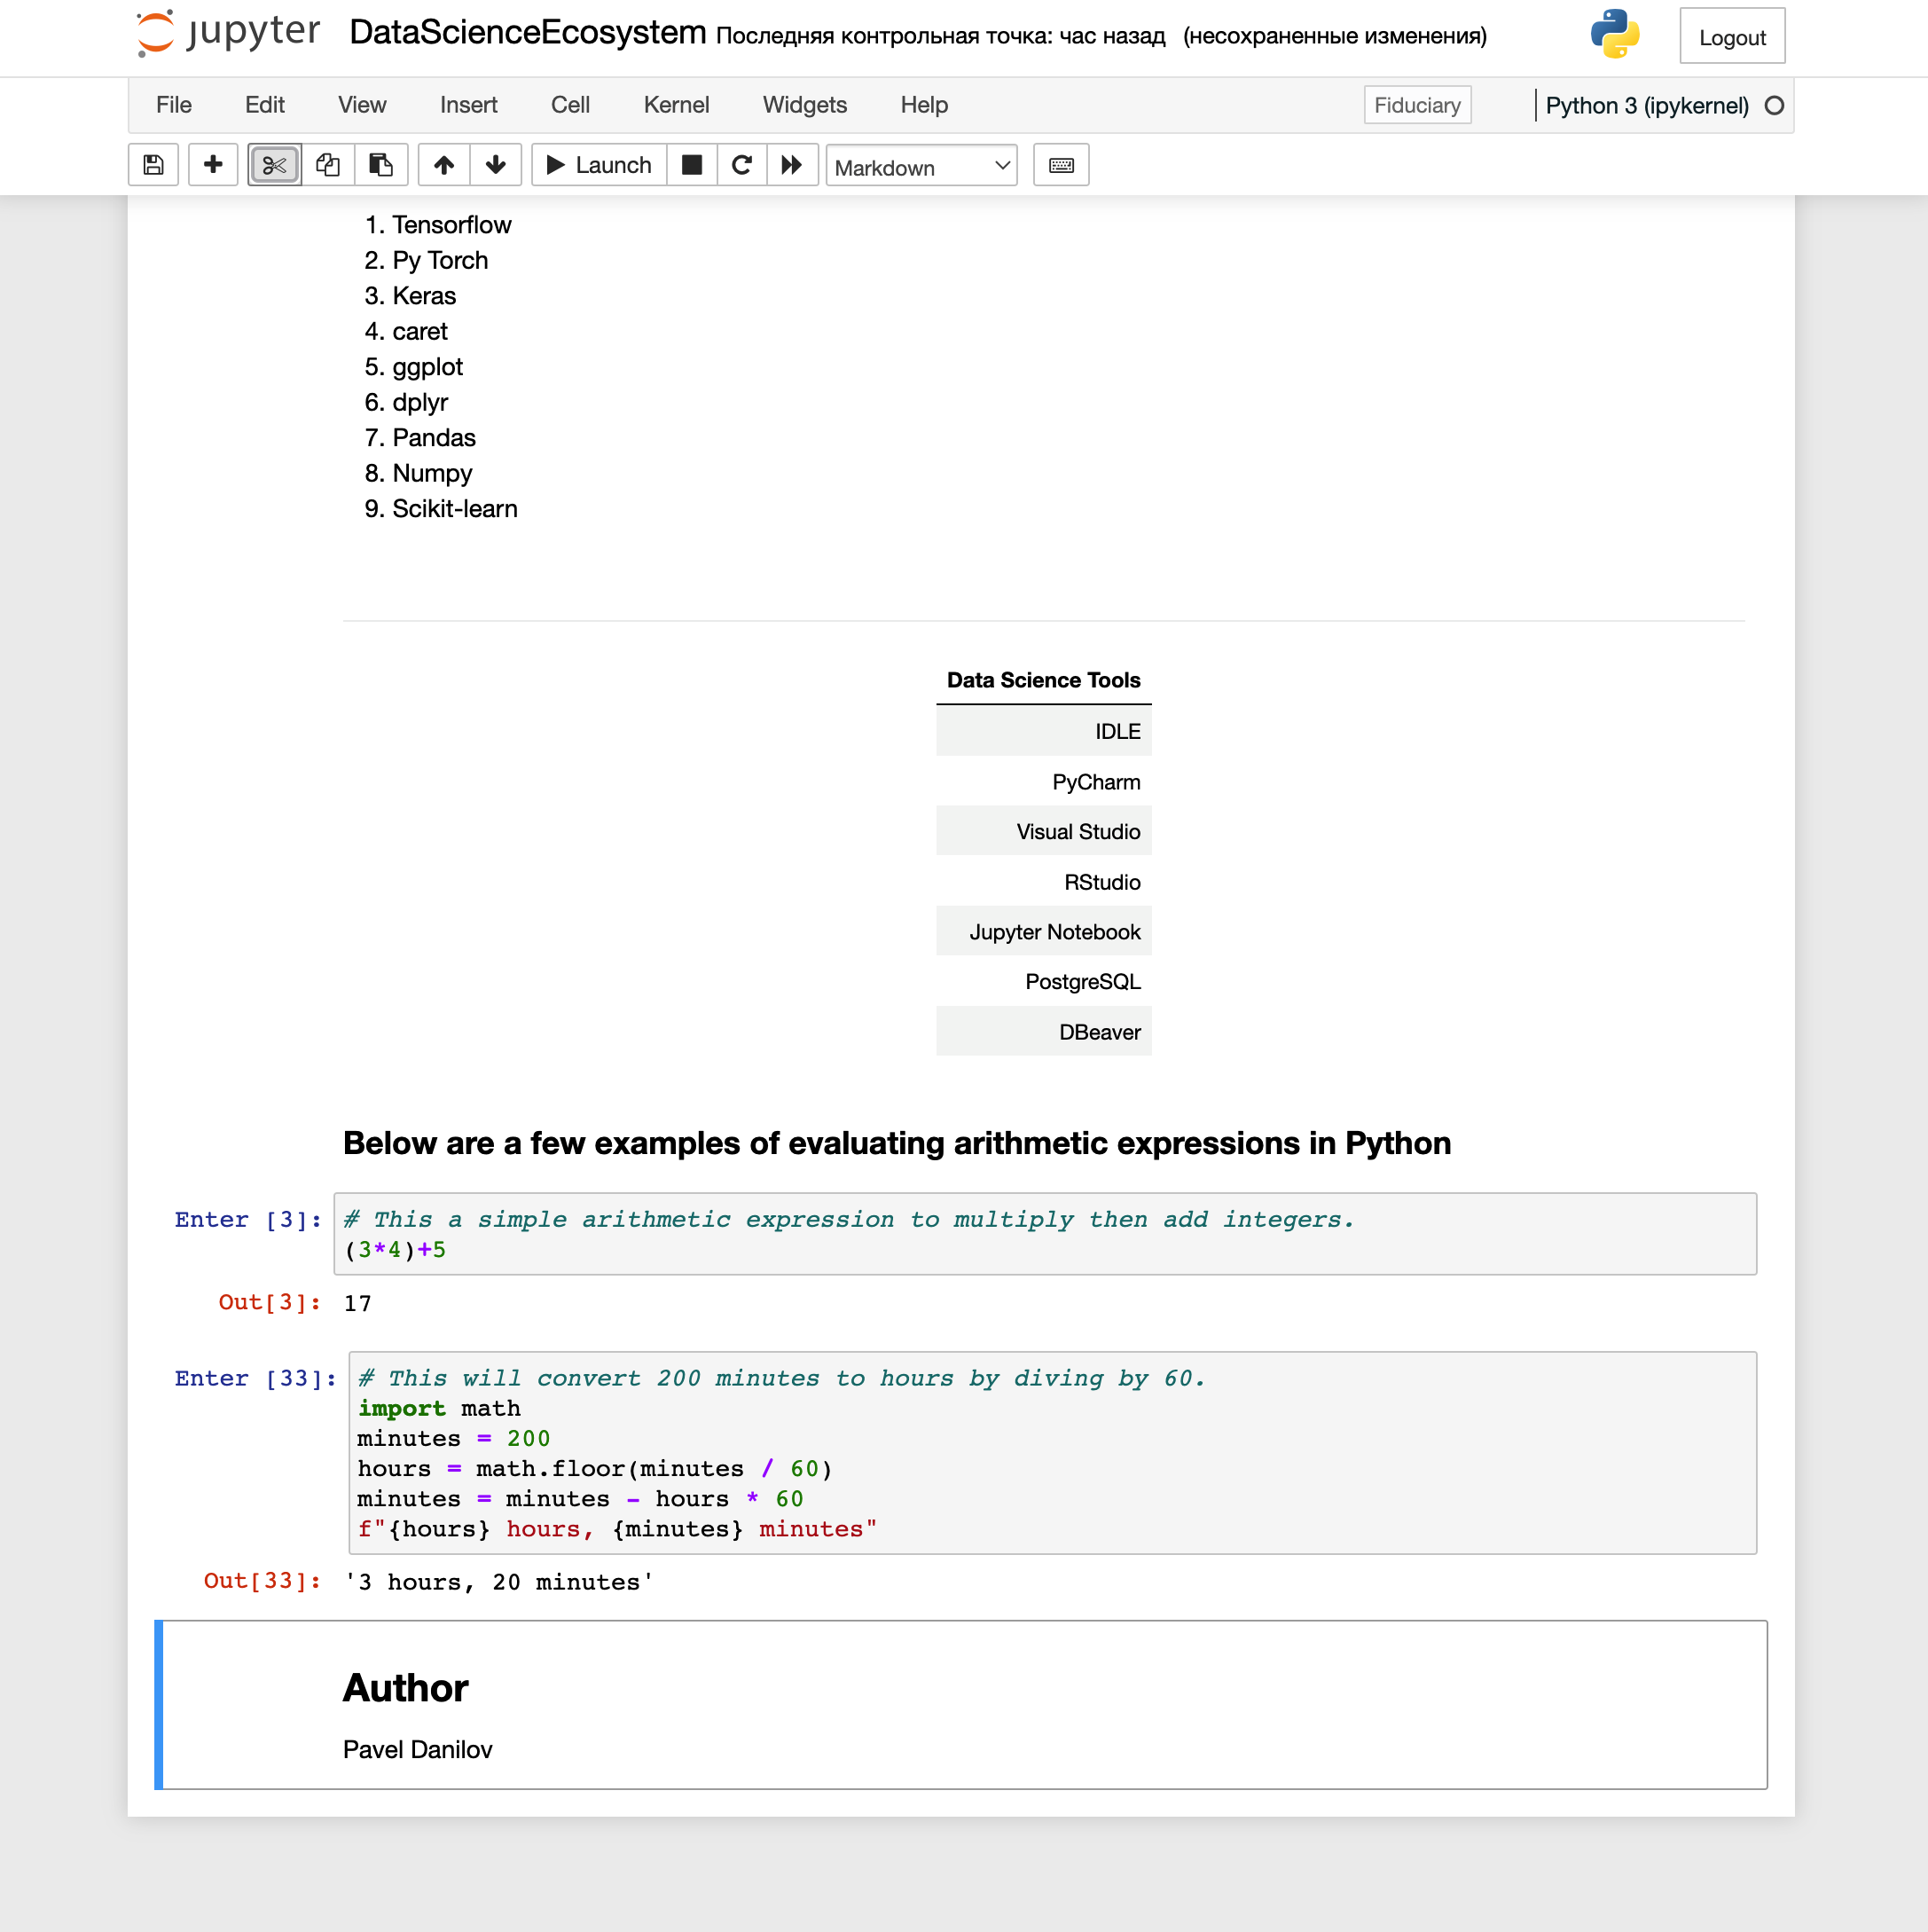 jupyter DataScienceEcosystem Последняя контрольная точка: час назад (несохраненные изменения) Logout
File Edit View Insert Cell Kernel Widgets Help Fiduciary Python 3 (ipykernel)
Launch Markdown
1. Tensorflow
2. Py Torch
3. Keras
4. caret
5. ggplot
6. dplyr
7. Pandas
8. Numpy
9. Scikit-learn
Data Science Tools
IDLE
PyCharm
Visual Studio
RStudio
Jupyter Notebook
PostgreSQL
DBeaver
Below are a few examples of evaluating arithmetic expressions in Python
Enter [3]: # This a simple arithmetic expression to multiply then add integers.
(3*4)+5
Out[3]: 17
Enter [33]: # This will convert 200 minutes to hours by diving by 60.
import math
minutes = 200
hours = math.floor(minutes / 60)
minutes = minutes - hours * 60
f"{hours} hours, {minutes} minutes"
Out[33]: '3 hours, 20 minutes'
Author
Pavel Danilov